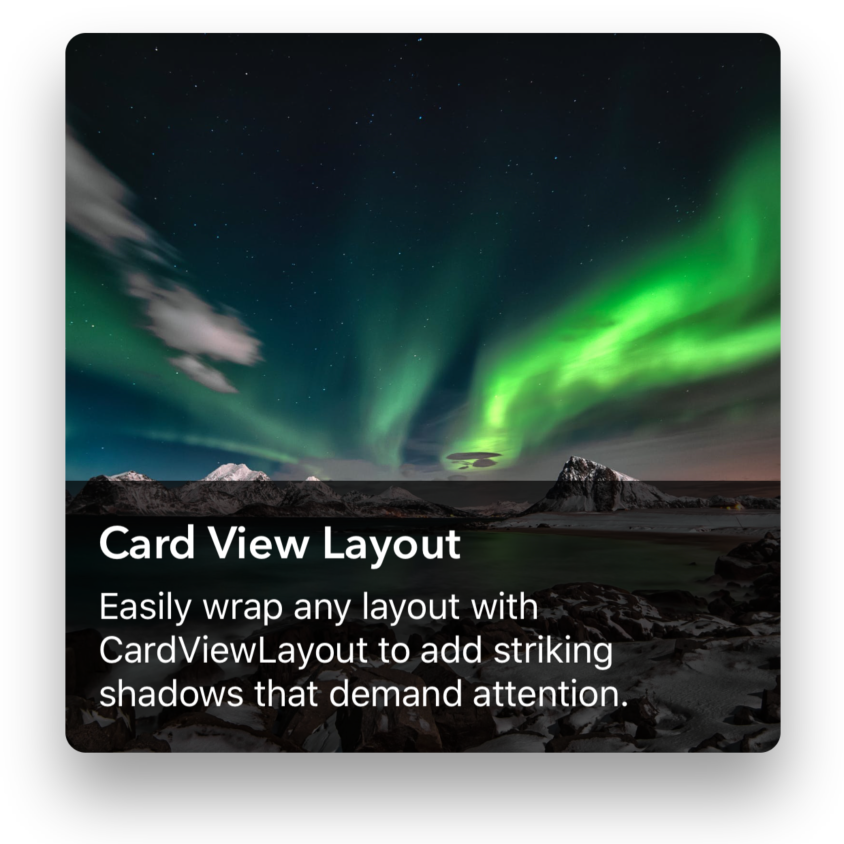 Card View Layout
Easily wrap any layout with
CardViewLayout to add striking
shadows that demand attention.